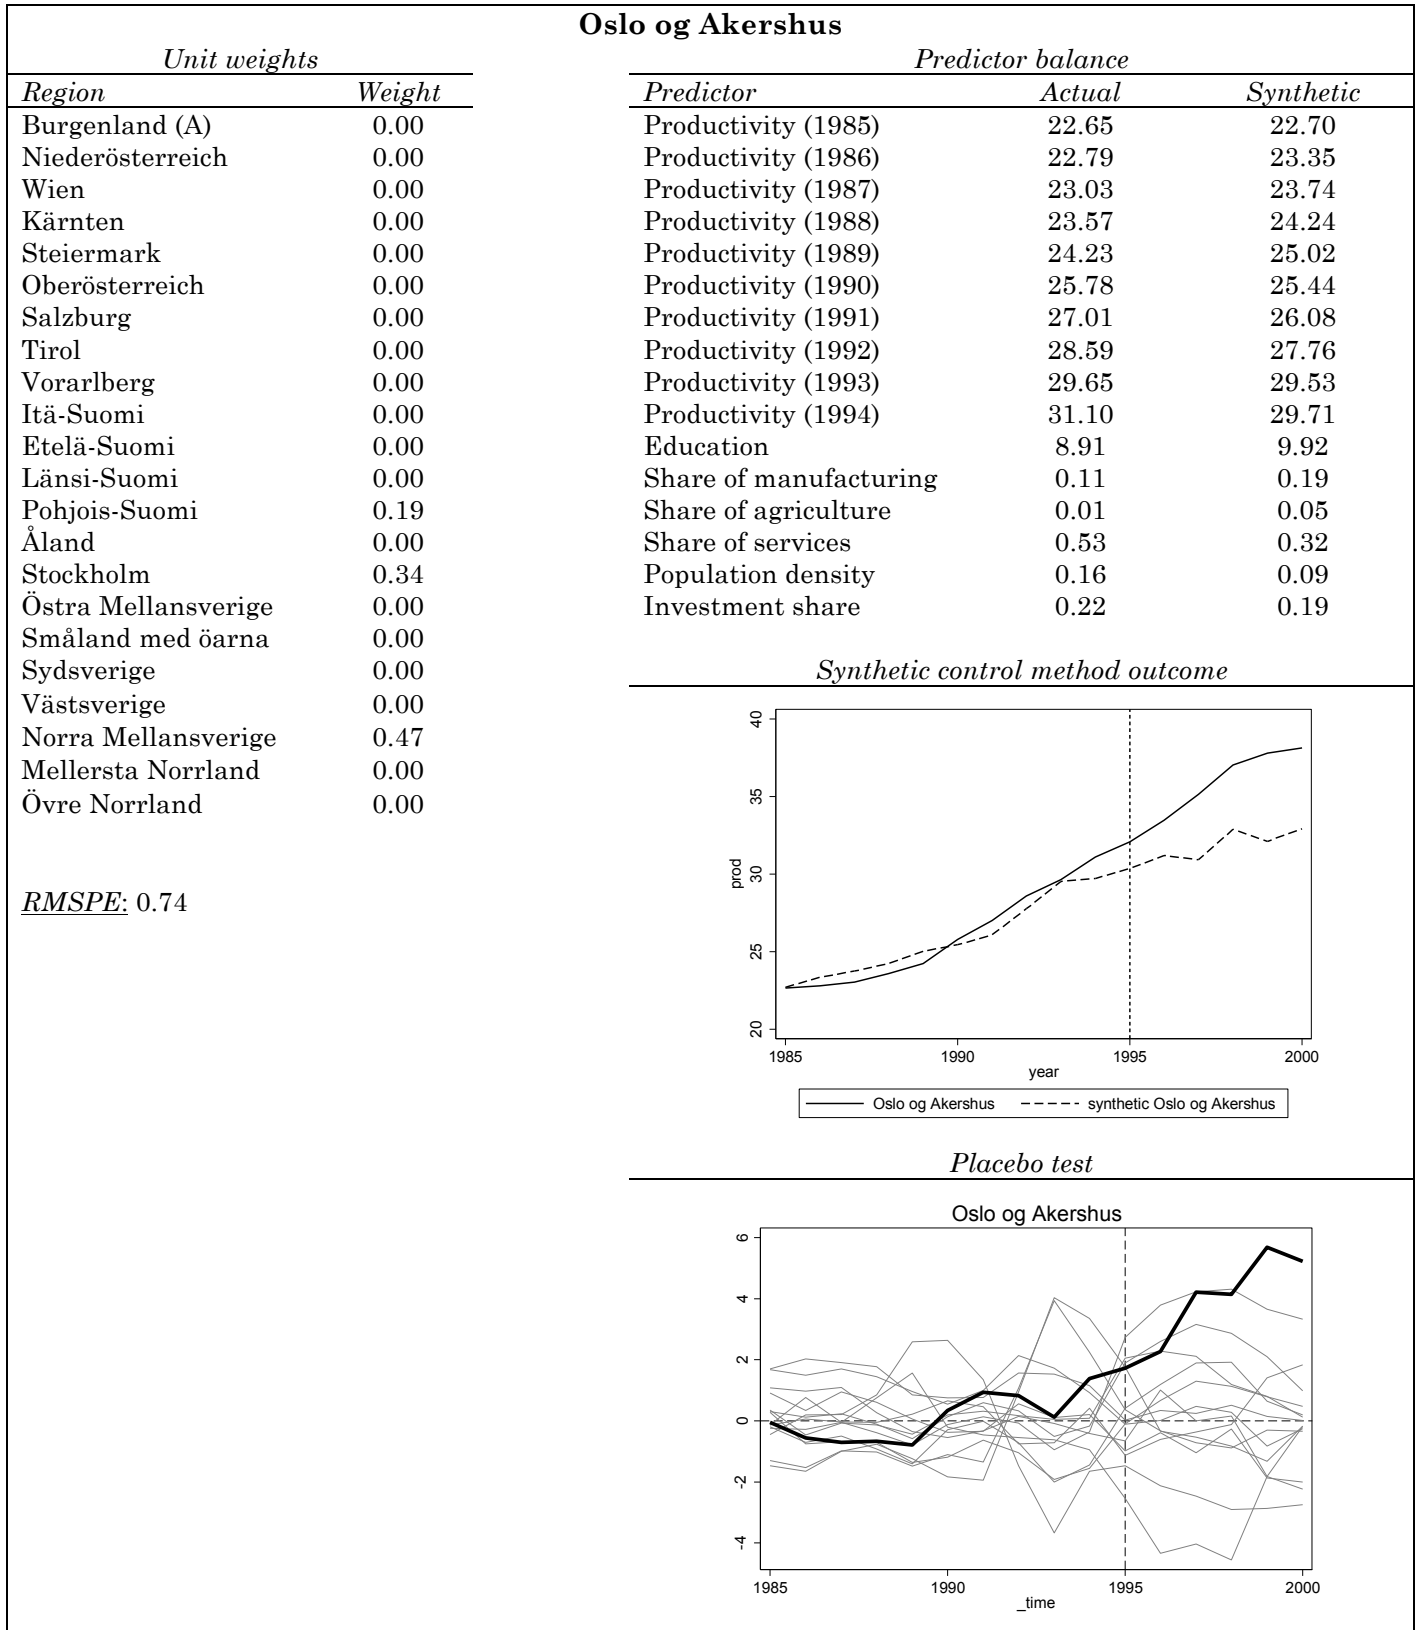 Oslo og Akershus
Unit weights
Region Weight
Burgenland (A) 0.00
Niederösterreich 0.00
Wien 0.00
Kärnten 0.00
Steiermark 0.00
Oberösterreich 0.00
Salzburg 0.00
Tirol 0.00
Vorarlberg 0.00
Itä-Suomi 0.00
Etelä-Suomi 0.00
Länsi-Suomi 0.00
Pohjois-Suomi 0.19
Åland 0.00
Stockholm 0.34
Östra Mellansverige 0.00
Småland med öarna 0.00
Sydsverige 0.00
Västsverige 0.00
Norra Mellansverige 0.47
Mellersta Norrland 0.00
Övre Norrland 0.00
RMSPE: 0.74
Predictor balance
Predictor Actual Synthetic
Productivity (1985) 22.65 22.70
Productivity (1986) 22.79 23.35
Productivity (1987) 23.03 23.74
Productivity (1988) 23.57 24.24
Productivity (1989) 24.23 25.02
Productivity (1990) 25.78 25.44
Productivity (1991) 27.01 26.08
Productivity (1992) 28.59 27.76
Productivity (1993) 29.65 29.53
Productivity (1994) 31.10 29.71
Education 8.91 9.92
Share of manufacturing 0.11 0.19
Share of agriculture 0.01 0.05
Share of services 0.53 0.32
Population density 0.16 0.09
Investment share 0.22 0.19
Synthetic control method outcome
40
35
30
25
20
prod
1985 1990 1995 2000
year
Oslo og Akershus synthetic Oslo og Akershus
Placebo test
Oslo og Akershus
6
4
2
0
-2
-4
1985 1990 1995 2000
_time